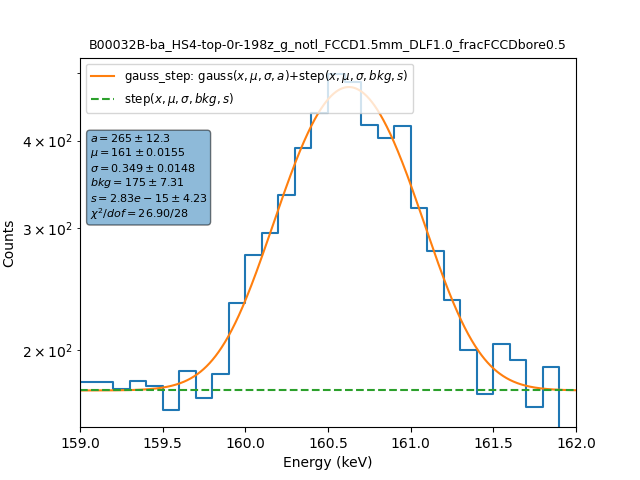 B00032B-ba_HS4-top-0r-198z_g_notl_FCCD1.5mm_DLF1.0_fracFCCDbore0.5
gauss_step: gauss(x, μ, σ, a)+step(x, μ, σ, bkg, s)
step(x, μ, σ, bkg, s)
a = 265 ± 12.3
μ = 161 ± 0.0155
σ = 0.349 ± 0.0148
bkg = 175 ± 7.31
s = 2.83e − 15 ± 4.23
χ²/dof = 26.90/28
4 × 10²
3 × 10²
2 × 10²
Counts
159.0 159.5 160.0 160.5 161.0 161.5 162.0
Energy (keV)